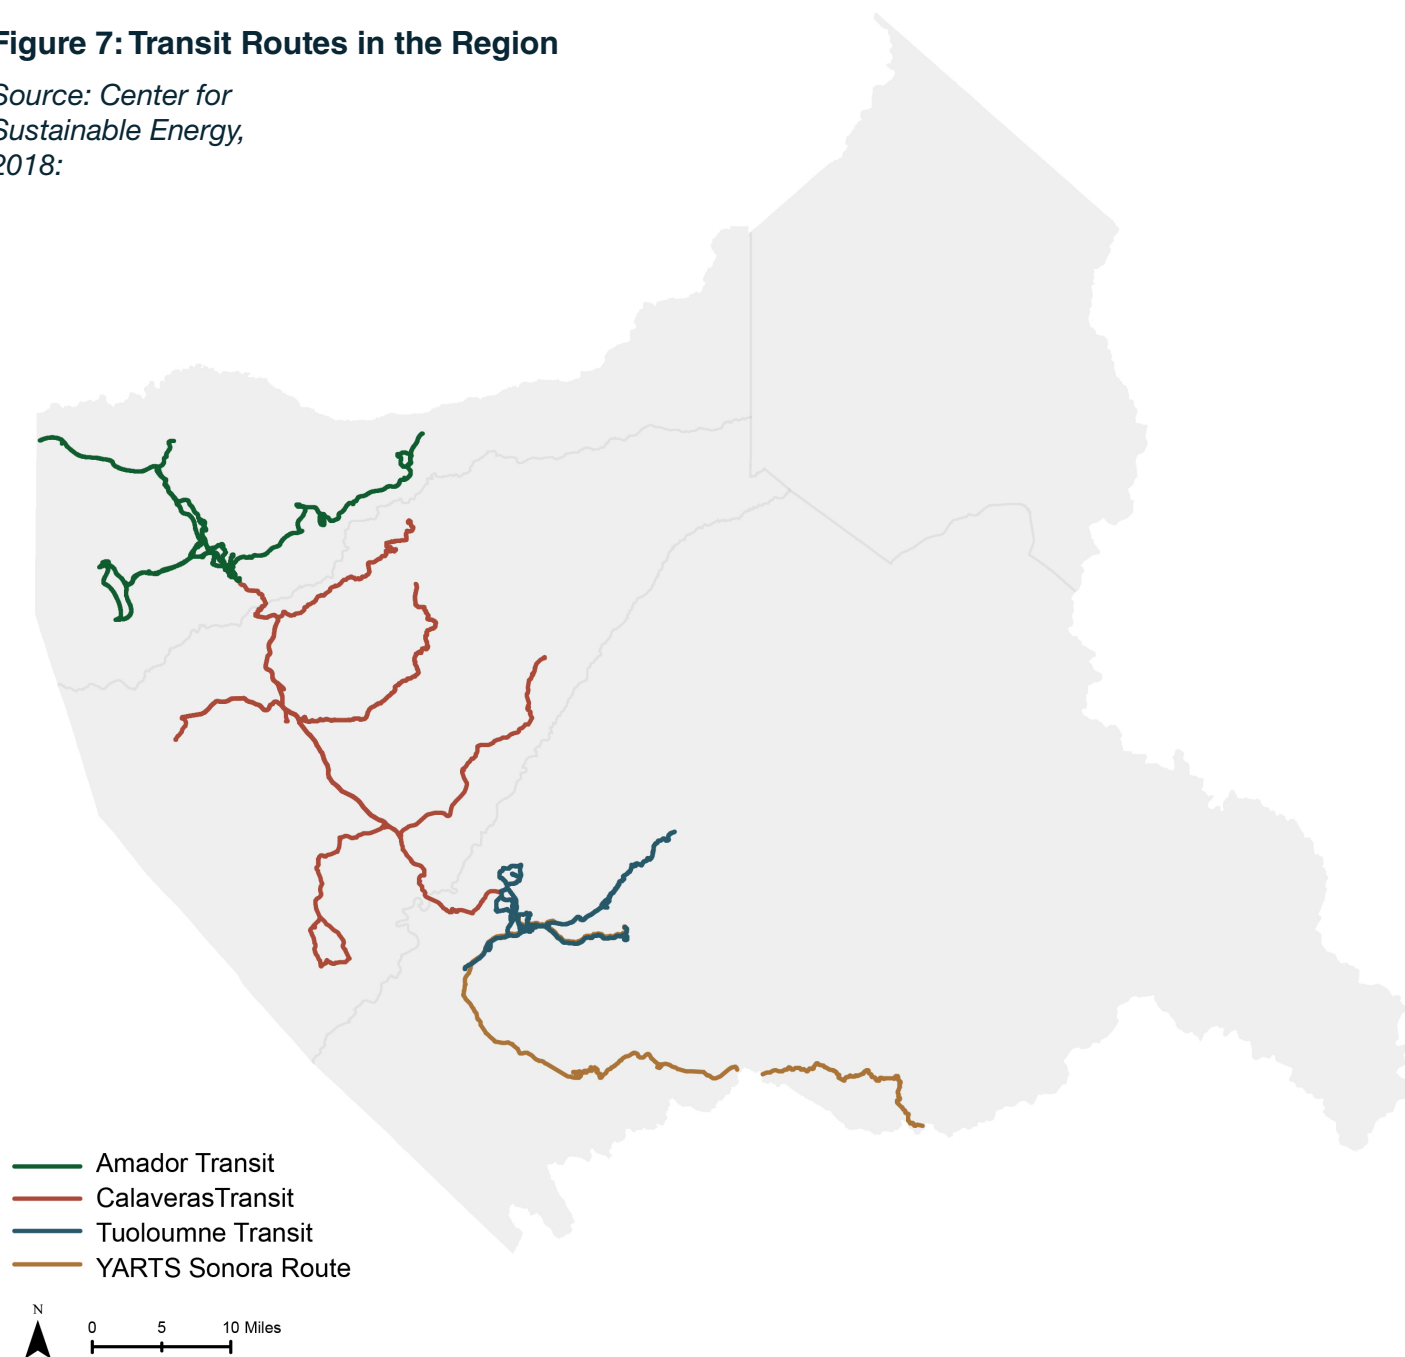 Figure 7: Transit Routes in the Region
Source: Center for
Sustainable Energy,
2018:
Amador Transit
CalaverasTransit
Tuoloumne Transit
YARTS Sonora Route
N
0 5 10 Miles